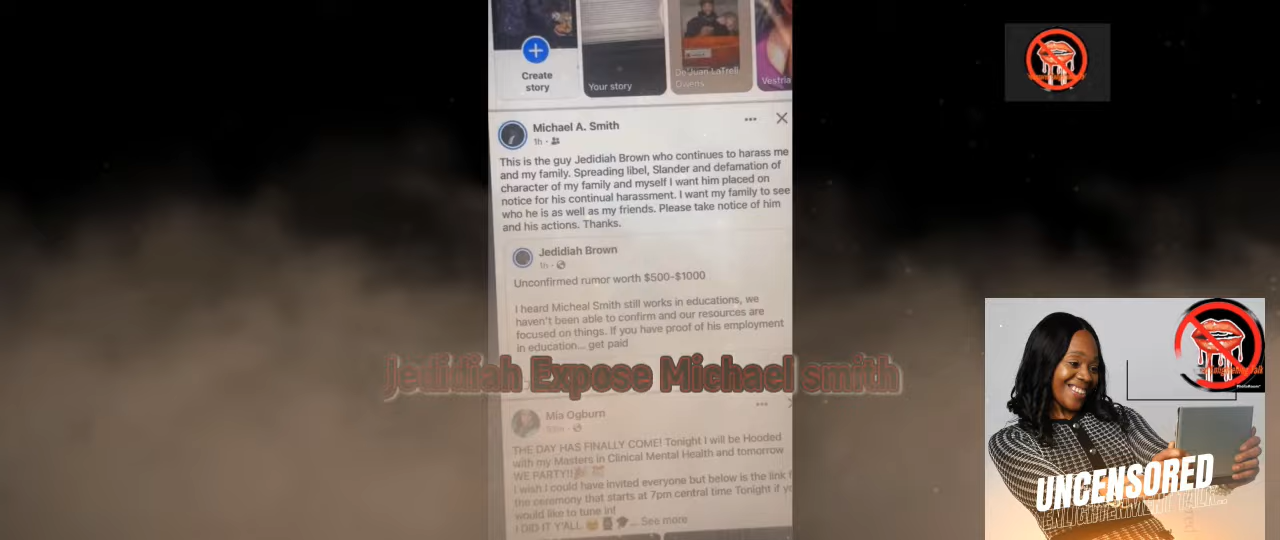 Create
story
Your story
De'Juan LaTrell
Owens
Vestria
Michael A. Smith
1h
This is the guy Jedidiah Brown who continues to harass me
and my family. Spreading libel, Slander and defamation of
character of my family and myself I want him placed on
notice for his continual harassment. I want my family to see
who he is as well as my friends. Please take notice of him
and his actions. Thanks.
Jedidiah Brown
1h
Unconfirmed rumor worth $500-$1000
I heard Micheal Smith still works in educations, we
haven't been able to confirm and our resources are
focused on things. If you have proof of his employment
in education... get paid
Jedidiah Expose Michael smith
Mia Ogburn
THE DAY HAS FINALLY COME! Tonight I will be Hooded
with my Masters in Clinical Mental Health and tomorrow
WE PARTY!!
I wish I could have invited everyone but below is the link f
the ceremony that starts at 7pm central time Tonight if yo
would like to tune in!
I DID IT Y'ALL ... See more
UNCENSORED
ENLIGHTENMENT TALK